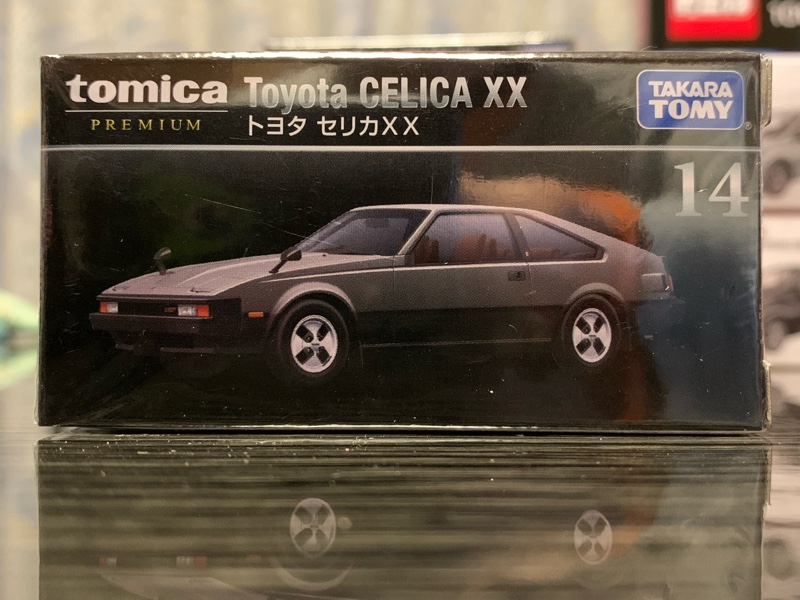 tomica
PREMIUM
Toyota CELICA XX
トヨタ セリカXX
TAKARA
TOMY
®
14